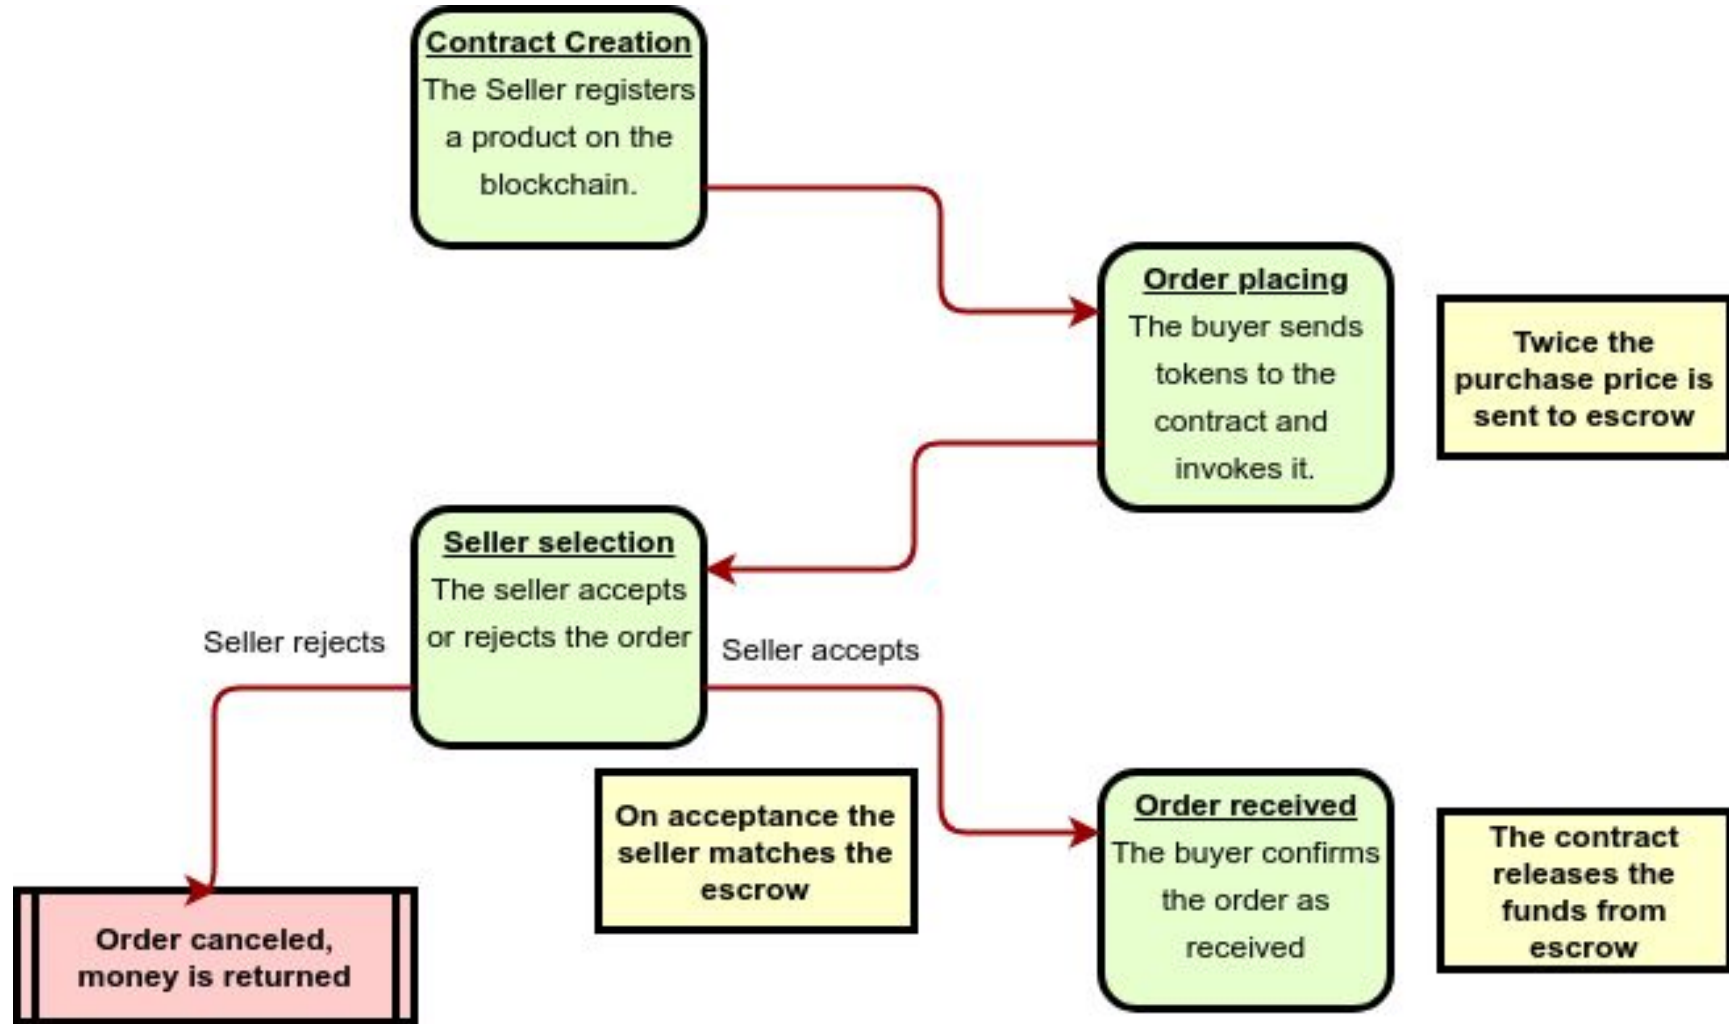 Contract Creation
The Seller registers
a product on the
blockchain.
Order placing
The buyer sends
tokens to the
contract and
invokes it.
Twice the
purchase price is
sent to escrow
Seller selection
The seller accepts
or rejects the order
Seller rejects
Seller accepts
On acceptance the
seller matches the
escrow
Order received
The buyer confirms
the order as
received
The contract
releases the
funds from
escrow
Order canceled,
money is returned